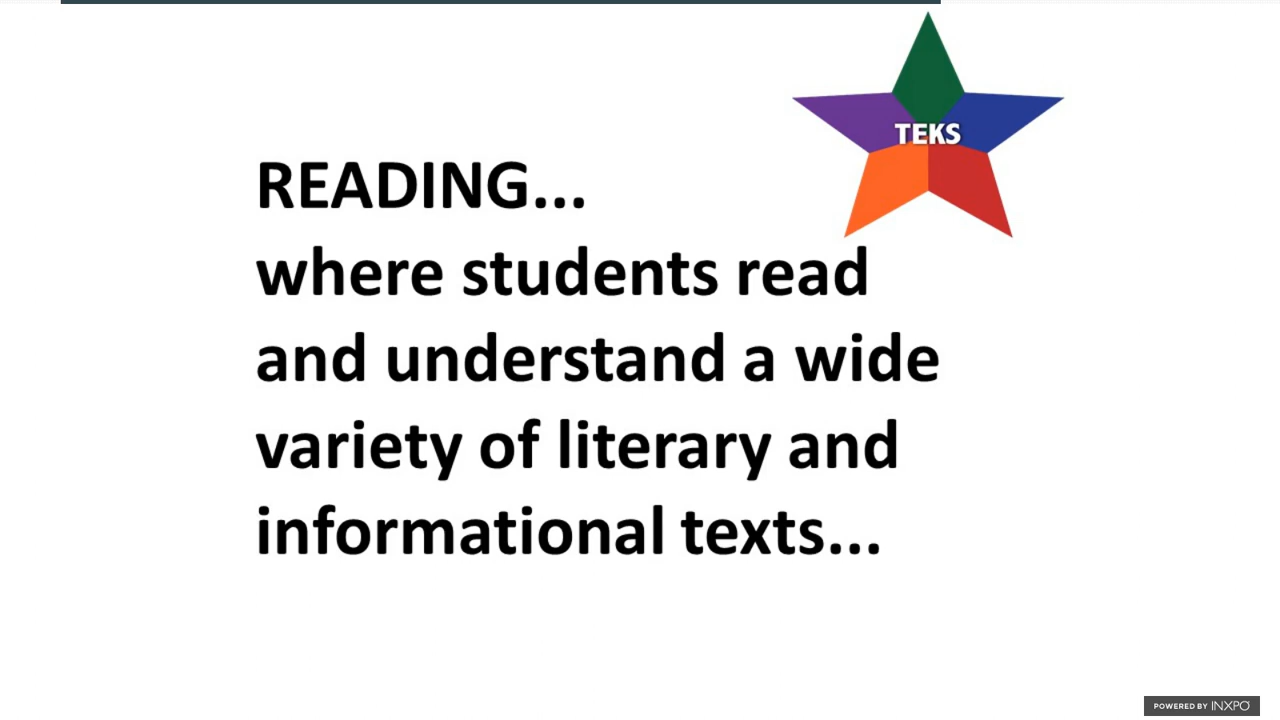 TEKS
READING...
where students read
and understand a wide
variety of literary and
informational texts...
POWERED BY INXPO